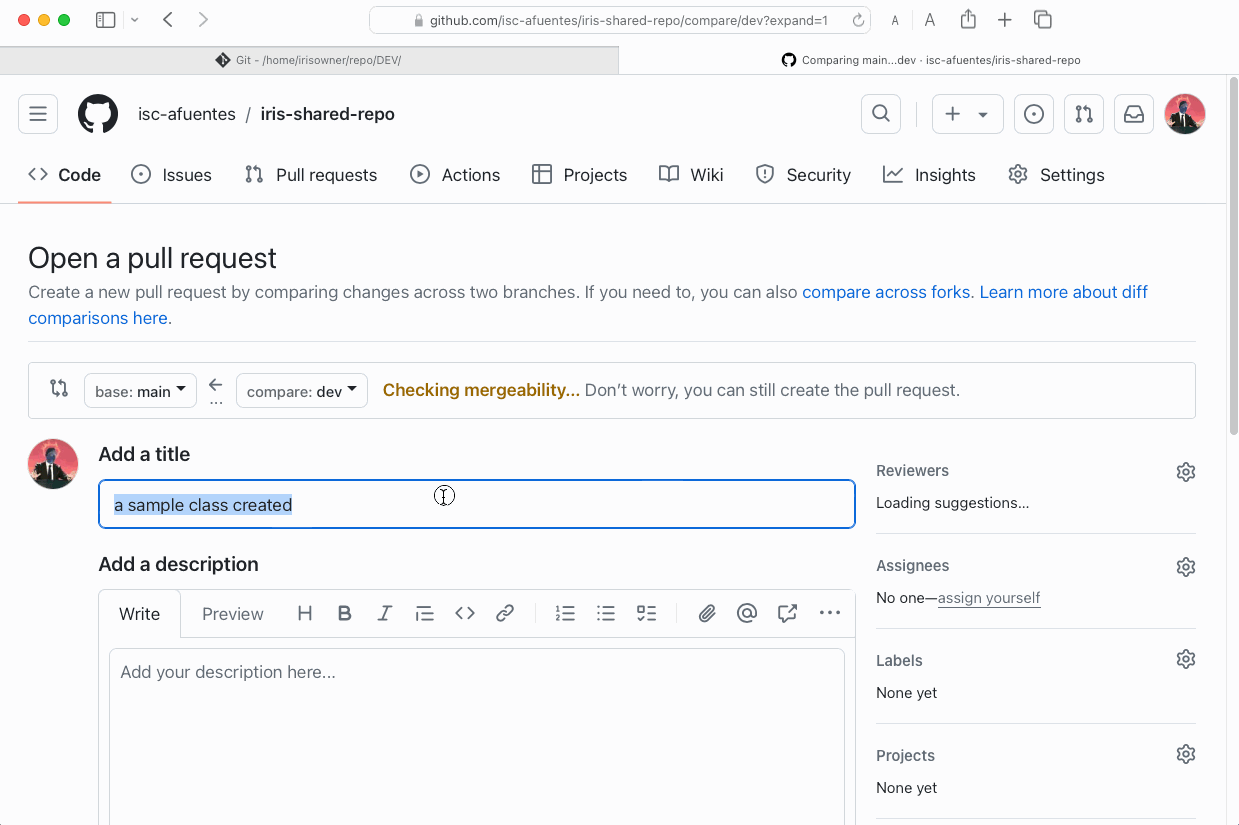 github.com/isc-afuentes/iris-shared-repo/compare/dev?expand=1
A A
Git - /home/irisowner/repo/DEV/
Comparing main...dev · isc-afuentes/iris-shared-repo
isc-afuentes / iris-shared-repo
Code Issues Pull requests Actions Projects Wiki Security Insights Settings
Open a pull request
Create a new pull request by comparing changes across two branches. If you need to, you can also compare across forks. Learn more about diff
comparisons here.
base: main ... compare: dev Checking mergeability... Don’t worry, you can still create the pull request.
Add a title
a sample class created
Add a description
Write Preview H B I
Add your description here...
Reviewers
Loading suggestions...
Assignees
No one—assign yourself
Labels
None yet
Projects
None yet